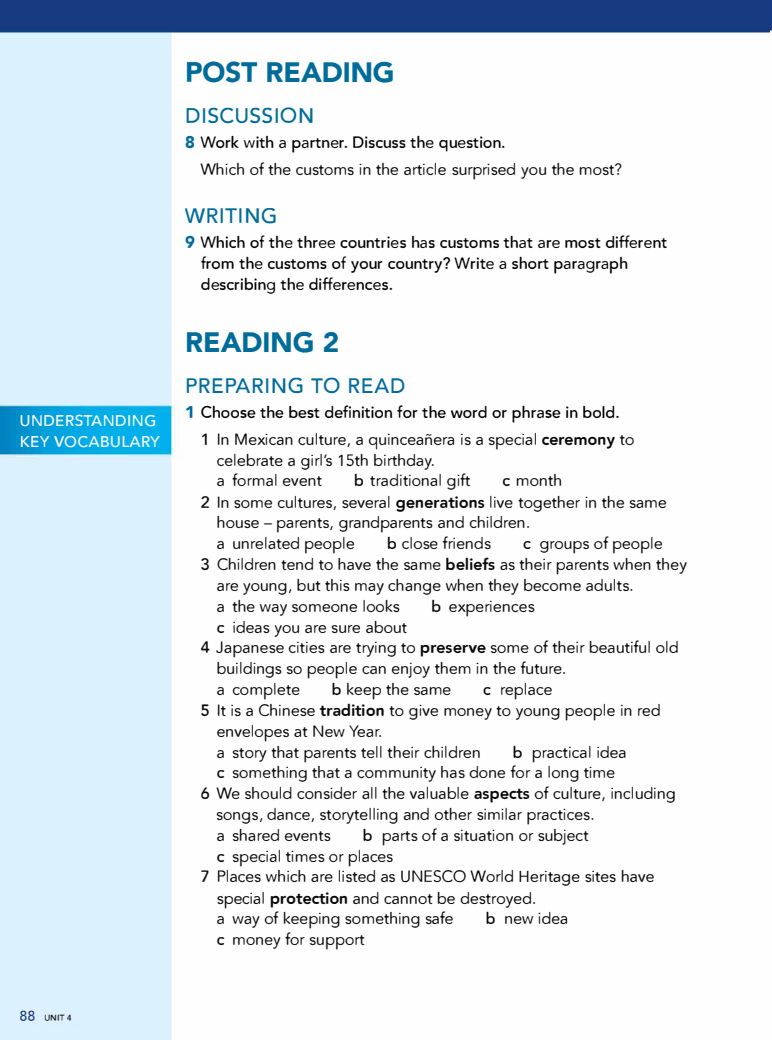 POST READING
DISCUSSION
8 Work with a partner. Discuss the question.
Which of the customs in the article surprised you the most?
WRITING
9 Which of the three countries has customs that are most different
from the customs of your country? Write a short paragraph
describing the differences.
READING 2
PREPARING TO READ
UNDERSTANDING
KEY VOCABULARY
1 Choose the best definition for the word or phrase in bold.
1 In Mexican culture, a quinceañera is a special ceremony to
celebrate a girl's 15th birthday.
a formal event b traditional gift c month
2 In some cultures, several generations live together in the same
house – parents, grandparents and children.
a unrelated people b close friends c groups of people
3 Children tend to have the same beliefs as their parents when they
are young, but this may change when they become adults.
a the way someone looks b experiences
c ideas you are sure about
4 Japanese cities are trying to preserve some of their beautiful old
buildings so people can enjoy them in the future.
a complete b keep the same c replace
5 It is a Chinese tradition to give money to young people in red
envelopes at New Year.
a story that parents tell their children b practical idea
c something that a community has done for a long time
6 We should consider all the valuable aspects of culture, including
songs, dance, storytelling and other similar practices.
a shared events b parts of a situation or subject
c special times or places
7 Places which are listed as UNESCO World Heritage sites have
special protection and cannot be destroyed.
a way of keeping something safe b new idea
c money for support
88 UNIT 4